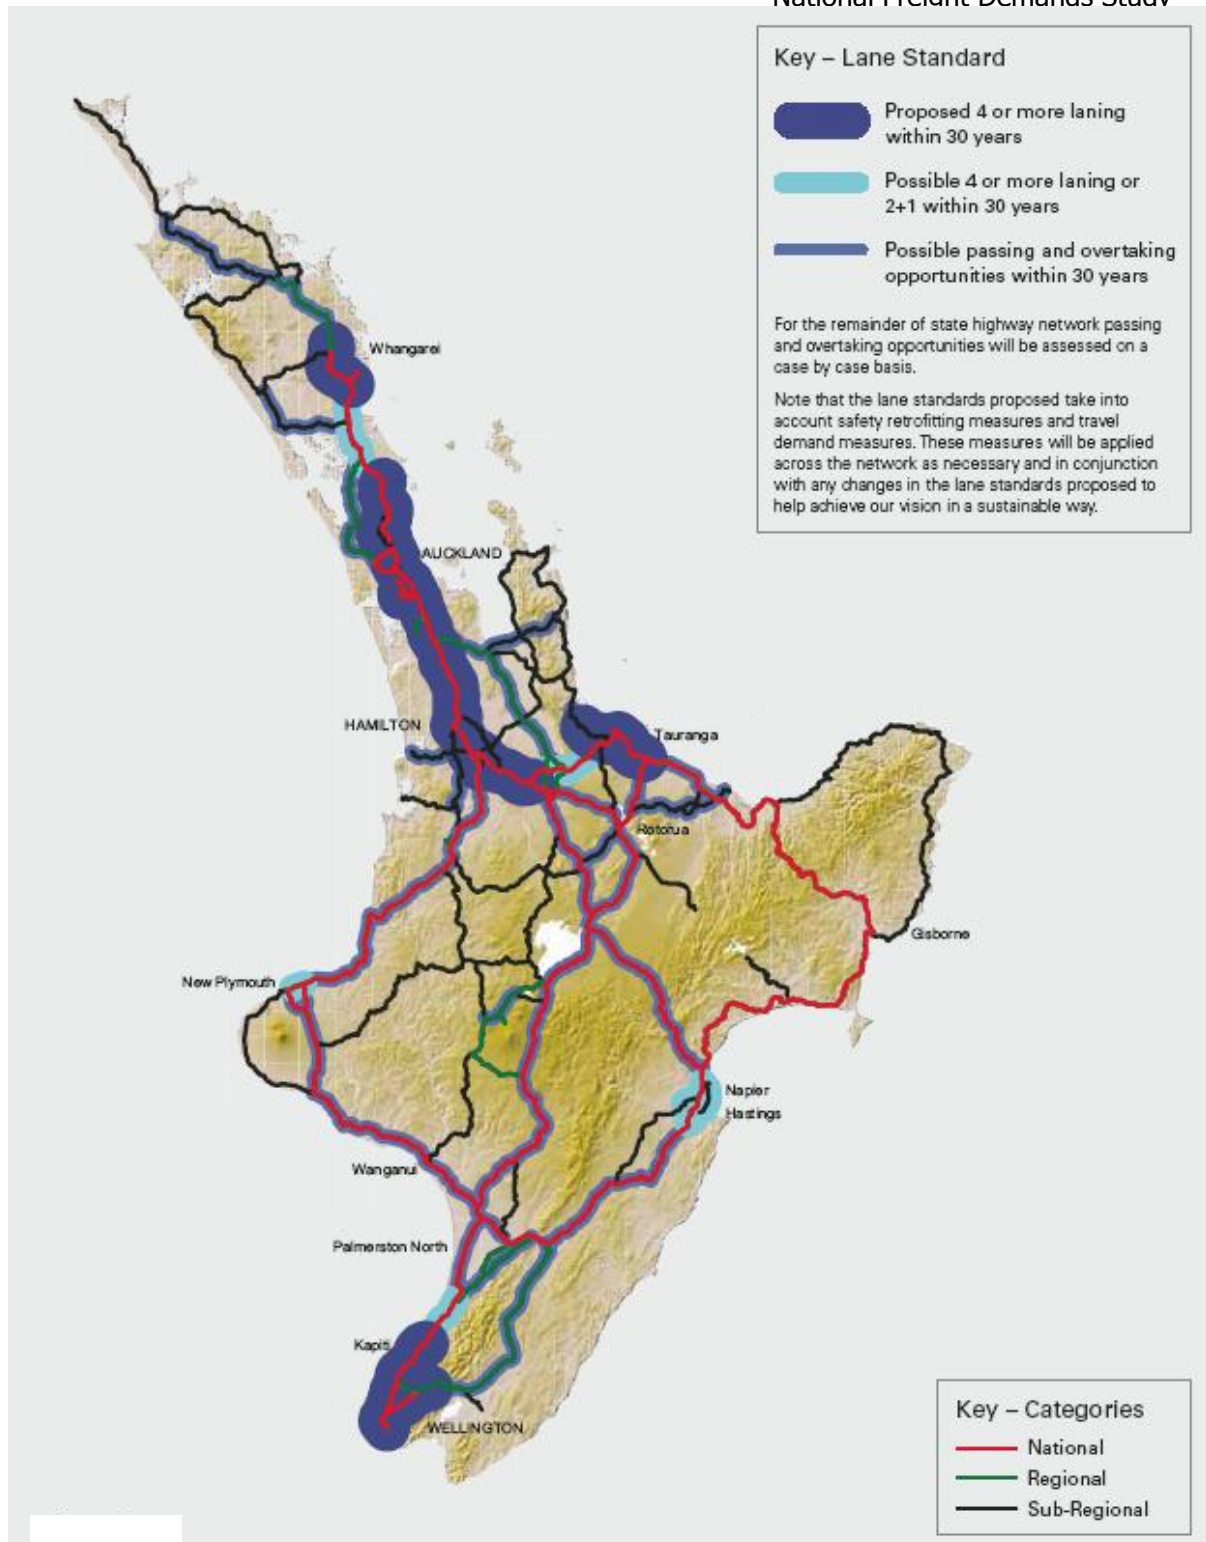 National Freight Demands Study
Key – Lane Standard
Proposed 4 or more laning
within 30 years
Possible 4 or more laning or
2+1 within 30 years
Possible passing and overtaking
opportunities within 30 years
For the remainder of state highway network passing
and overtaking opportunities will be assessed on a
case by case basis.
Note that the lane standards proposed take into
account safety retrofitting measures and travel
demand measures. These measures will be applied
across the network as necessary and in conjunction
with any changes in the lane standards proposed to
help achieve our vision in a sustainable way.
Whangarei
AUCKLAND
HAMILTON
Tauranga
Rotorua
Gisborne
New Plymouth
Napier
Hastings
Wanganui
Palmerston North
Kapiti
WELLINGTON
Key – Categories
National
Regional
Sub-Regional